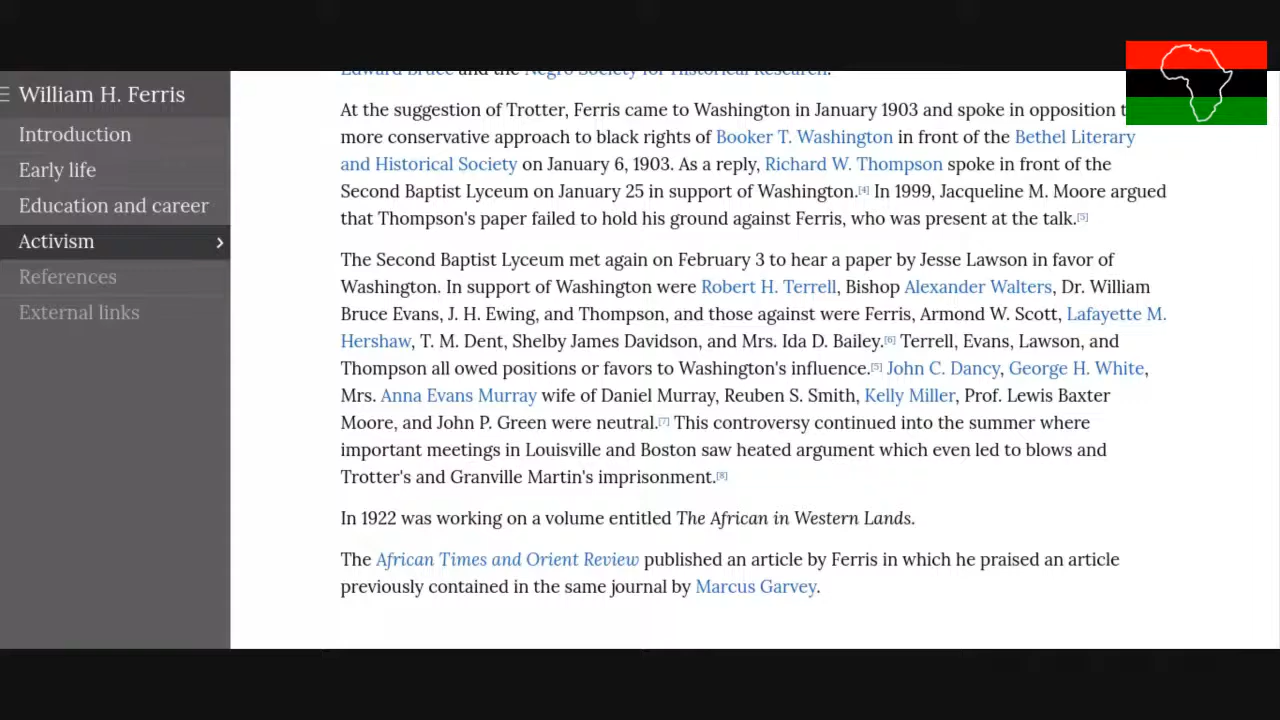 William H. Ferris
Introduction
Early life
Education and career
Activism
References
External links
Edward Bruce and the Negro Society for Historical Research.
At the suggestion of Trotter, Ferris came to Washington in January 1903 and spoke in opposition
more conservative approach to black rights of Booker T. Washington in front of the Bethel Literary
and Historical Society on January 6, 1903. As a reply, Richard W. Thompson spoke in front of the
Second Baptist Lyceum on January 25 in support of Washington.[4] In 1999, Jacqueline M. Moore argued
that Thompson's paper failed to hold his ground against Ferris, who was present at the talk.[5]
The Second Baptist Lyceum met again on February 3 to hear a paper by Jesse Lawson in favor of
Washington. In support of Washington were Robert H. Terrell, Bishop Alexander Walters, Dr. William
Bruce Evans, J. H. Ewing, and Thompson, and those against were Ferris, Armond W. Scott, Lafayette M.
Hershaw, T. M. Dent, Shelby James Davidson, and Mrs. Ida D. Bailey.[6] Terrell, Evans, Lawson, and
Thompson all owed positions or favors to Washington's influence.[5] John C. Dancy, George H. White,
Mrs. Anna Evans Murray wife of Daniel Murray, Reuben S. Smith, Kelly Miller, Prof. Lewis Baxter
Moore, and John P. Green were neutral.[7] This controversy continued into the summer where
important meetings in Louisville and Boston saw heated argument which even led to blows and
Trotter's and Granville Martin's imprisonment.[8]
In 1922 was working on a volume entitled The African in Western Lands.
The African Times and Orient Review published an article by Ferris in which he praised an article
previously contained in the same journal by Marcus Garvey.